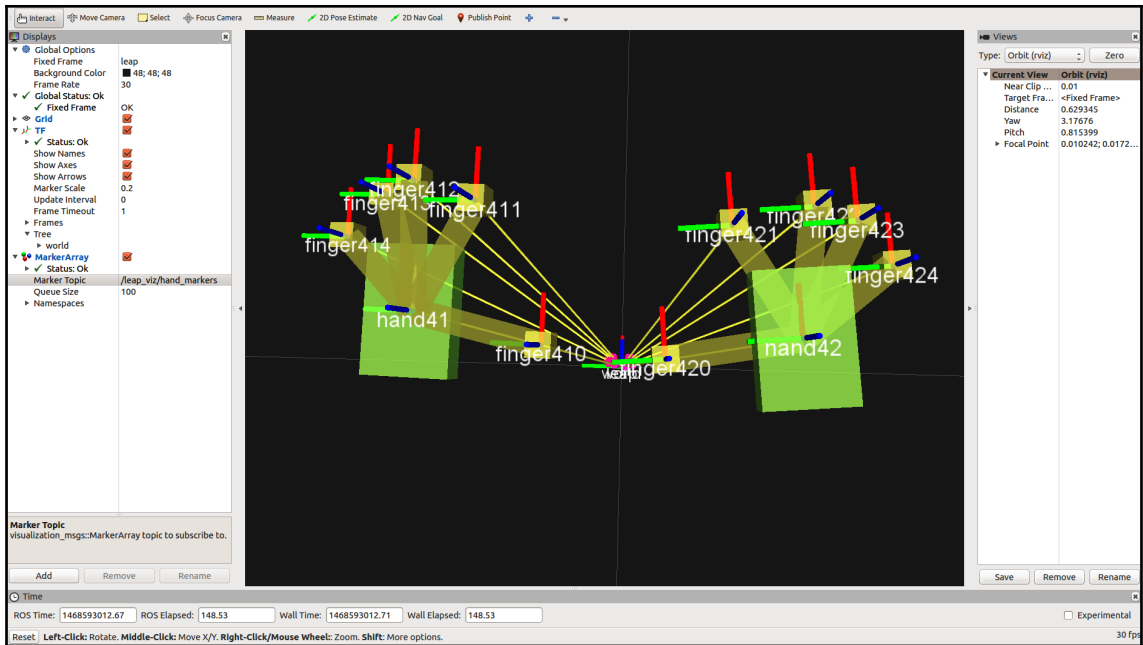 Interact Move Camera Select Focus Camera Measure 2D Pose Estimate 2D Nav Goal Publish Point
Displays
Global Options
Fixed Frame leap
Background Color 48; 48; 48
Frame Rate 30
Global Status: Ok
Fixed Frame OK
Grid
TF
Status: Ok
Show Names
Show Axes
Show Arrows
Marker Scale 0.2
Update Interval 0
Frame Timeout 1
Frames
Tree
world
MarkerArray
Status: Ok
Marker Topic /leap_viz/hand_markers
Queue Size 100
Namespaces
Marker Topic
visualization_msgs::MarkerArray topic to subscribe to.
Add Remove Rename
finger412
finger413
finger411
finger414
hand41
finger410
finger421
finger423
finger424
hand42
finger420
Views
Type: Orbit (rviz) Zero
Current View Orbit (rviz)
Near Clip ... 0.01
Target Fra... <Fixed Frame>
Distance 0.629345
Yaw 3.17676
Pitch 0.815399
Focal Point 0.010242; 0.0172...
Save Remove Rename
Time
ROS Time: 1468593012.67 ROS Elapsed: 148.53 Wall Time: 1468593012.71 Wall Elapsed: 148.53 Experimental
Reset Left-Click: Rotate. Middle-Click: Move X/Y. Right-Click/Mouse Wheel:: Zoom. Shift: More options. 30 fps